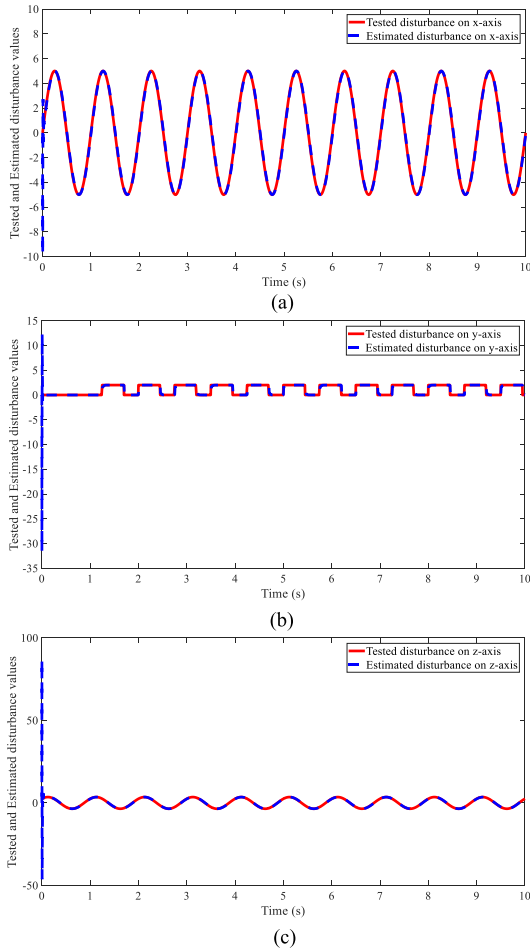 Tested and Estimated disturbance values
10
8
6
4
2
0
-2
-4
-6
-8
-10
Tested disturbance on x-axis
Estimated disturbance on x-axis
0 1 2 3 4 5 6 7 8 9 10
Time (s)
(a)
Tested and Estimated disturbance values
15
10
5
0
-5
-10
-15
-20
-25
-30
-35
Tested disturbance on y-axis
Estimated disturbance on y-axis
0 1 2 3 4 5 6 7 8 9 10
Time (s)
(b)
Tested and Estimated disturbance values
100
50
0
-50
Tested disturbance on z-axis
Estimated disturbance on z-axis
0 1 2 3 4 5 6 7 8 9 10
Time (s)
(c)